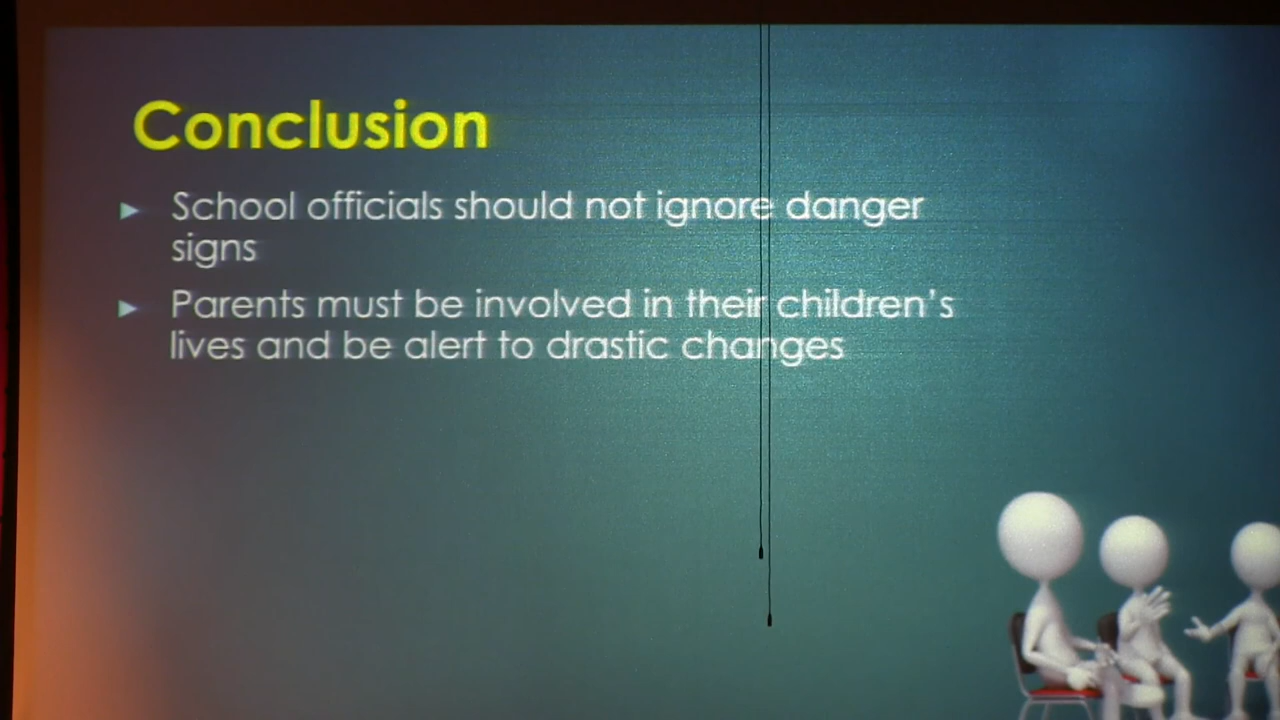 Conclusion
School officials should not ignore danger
signs
Parents must be involved in their children's
lives and be alert to drastic changes